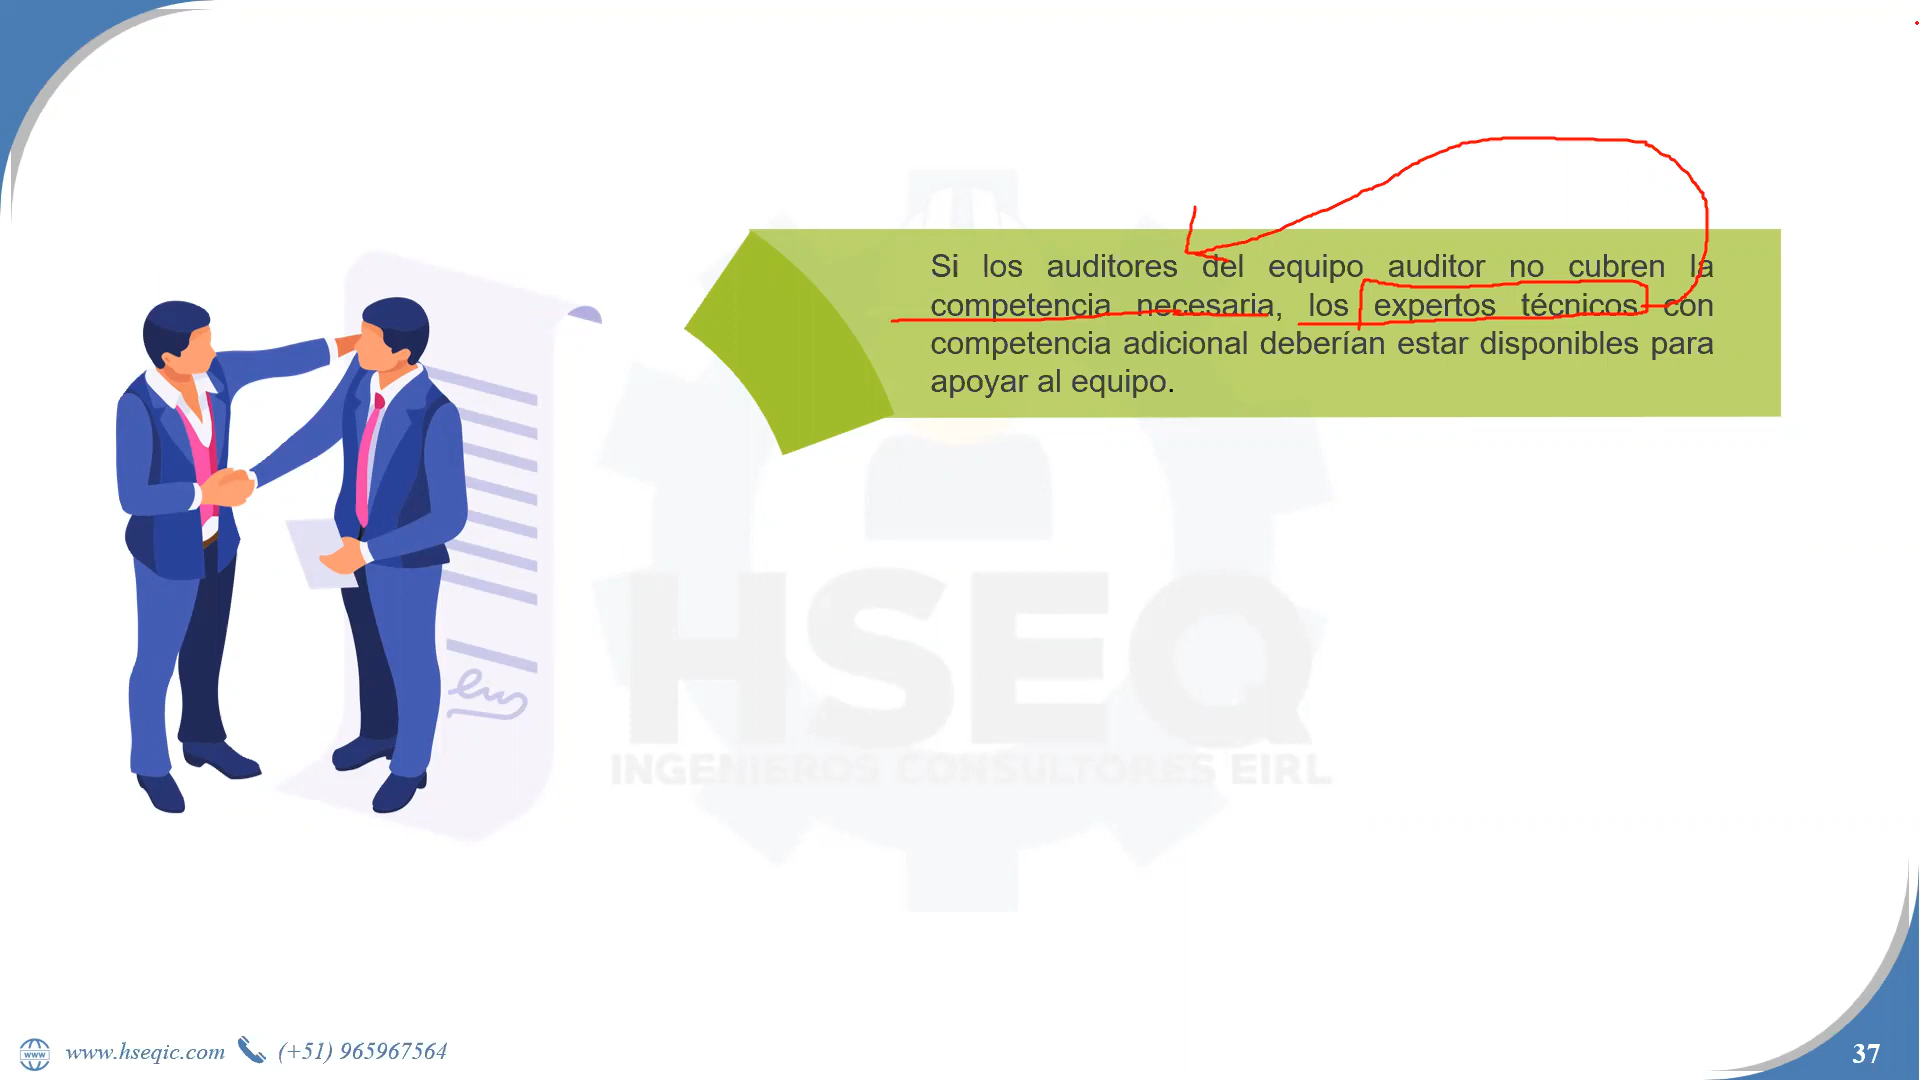 Si los auditores del equipo auditor no cubren la
competencia necesaria, los expertos técnicos con
competencia adicional deberían estar disponibles para
apoyar al equipo.
HSEQ
INGENIEROS CONSULTORES EIRL
www www.hseqic.com (+51) 965967564
37